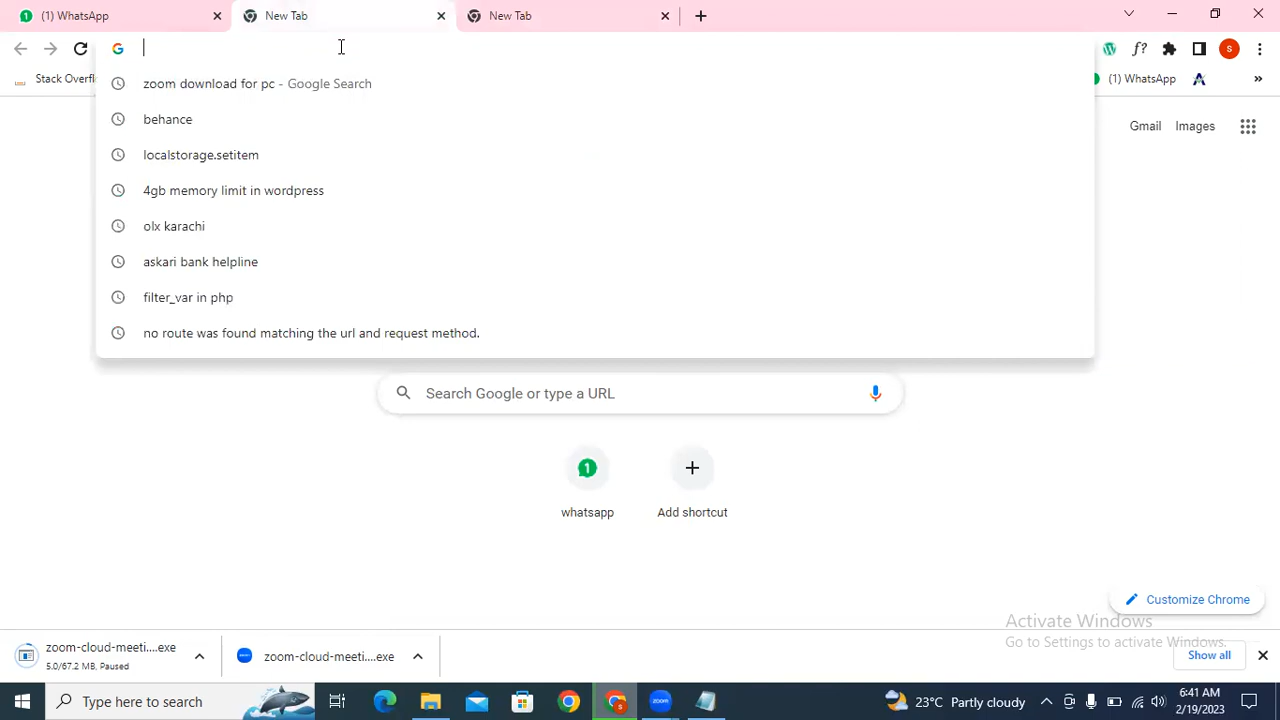 (1) WhatsApp
New Tab
New Tab
Stack Overfl
f?
S
(1) WhatsApp
»
zoom download for pc - Google Search
behance
localstorage.setitem
4gb memory limit in wordpress
olx karachi
askari bank helpline
filter_var in php
no route was found matching the url and request method.
Gmail Images
Search Google or type a URL
1
whatsapp
Add shortcut
Customize Chrome
Activate Windows
Go to Settings to activate Windows.
zoom-cloud-meeti....exe
5.0/67.2 MB, Paused
zoom-cloud-meeti....exe
Show all
Type here to search
zoom
23°C Partly cloudy
6:41 AM
2/19/2023